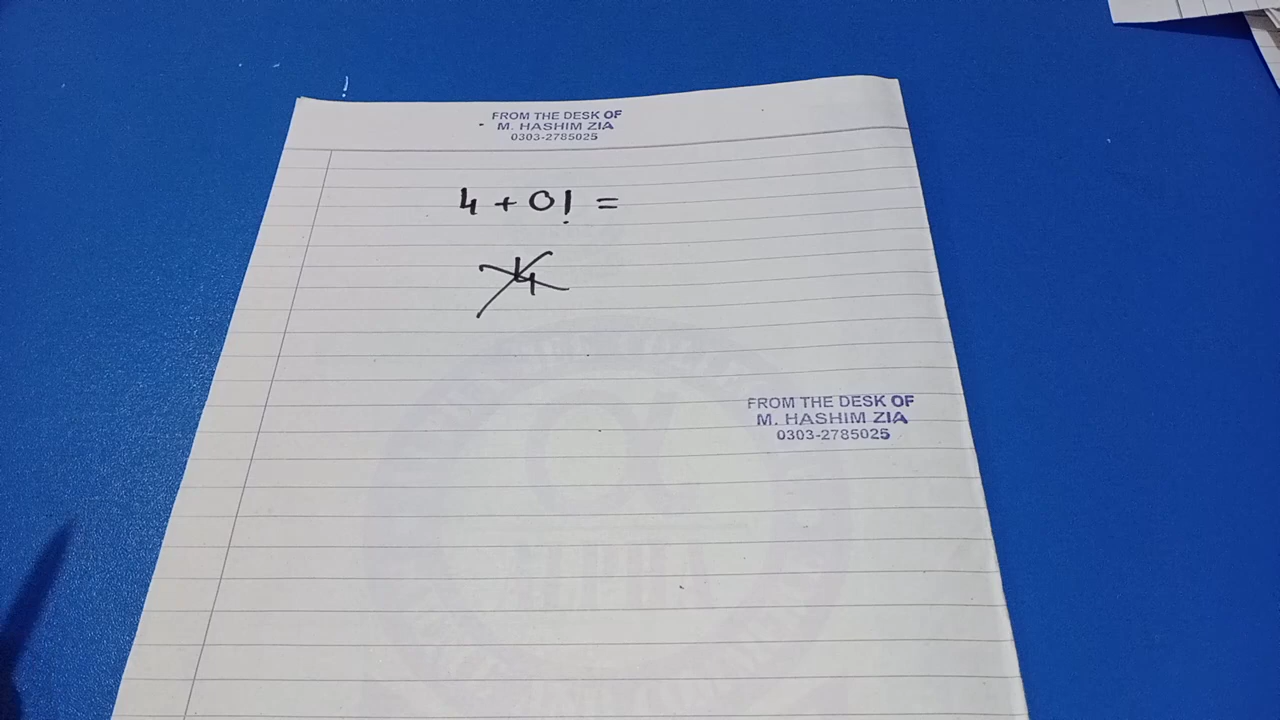 FROM THE DESK OF
M. HASHIM ZIA
0303-2785025
4 + 0! =
4
FROM THE DESK OF
M. HASHIM ZIA
0303-2785025